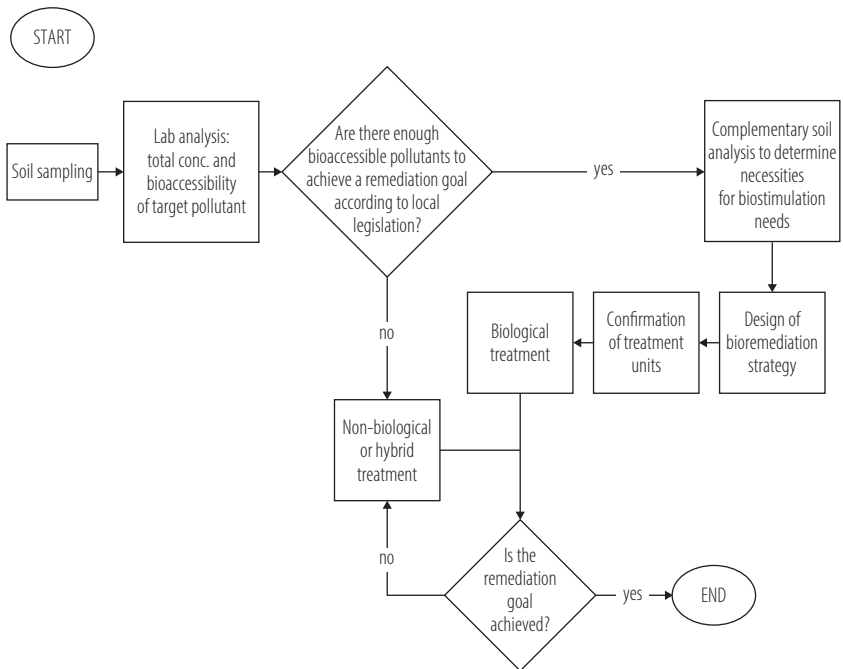 START
Soil sampling
Lab analysis:
total conc. and
bioaccessibility
of target pollutant
Are there enough
bioaccessible pollutants to
achieve a remediation goal
according to local
legislation?
yes
Complementary soil
analysis to determine
necessities
for biostimulation
needs
no
Biological
treatment
Confirmation
of treatment
units
Design of
bioremediation
strategy
Non-biological
or hybrid
treatment
no
Is the
remediation
goal
achieved?
yes
END